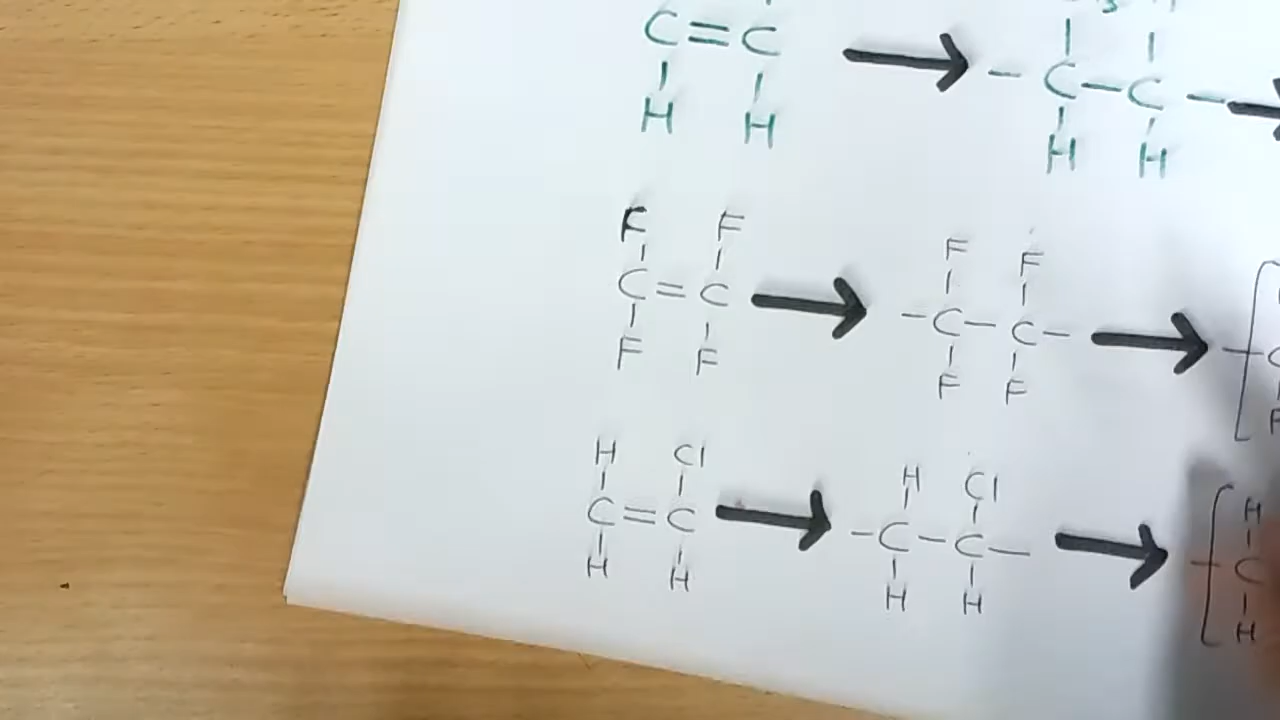 C=C → -C-C- →
H H H H
F F F F
C=C → -C-C- → [-C
F F F F F
H Cl H Cl H
C=C → -C-C- → [-C
H H H H H